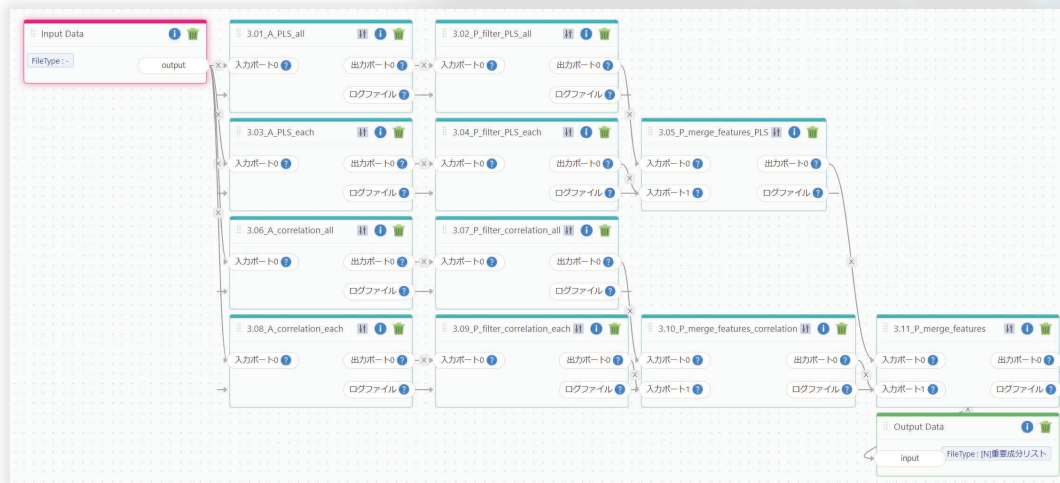 Input Data
FileType : -
output
3.01_A_PLS_all
入力ポート0
出力ポート0
ログファイル
3.02_P_filter_PLS_all
入力ポート0
出力ポート0
ログファイル
3.03_A_PLS_each
入力ポート0
出力ポート0
ログファイル
3.04_P_filter_PLS_each
入力ポート0
出力ポート0
ログファイル
3.05_P_merge_features_PLS
入力ポート0
出力ポート0
入力ポート1
ログファイル
3.06_A_correlation_all
入力ポート0
出力ポート0
ログファイル
3.07_P_filter_correlation_all
入力ポート0
出力ポート0
ログファイル
3.08_A_correlation_each
入力ポート0
出力ポート0
ログファイル
3.09_P_filter_correlation_each
入力ポート0
出力ポート0
ログファイル
3.10_P_merge_features_correlation
入力ポート0
出力ポート0
入力ポート1
ログファイル
3.11_P_merge_features
入力ポート0
出力ポート0
入力ポート1
ログファイル
Output Data
input
FileType : [N]重要成分リスト